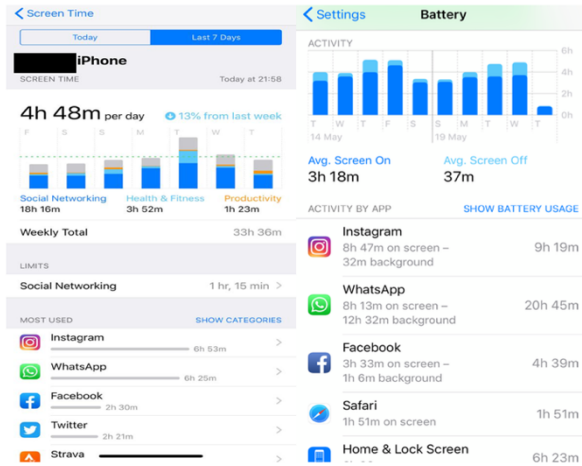 Screen Time
Today
Last 7 Days
iPhone
SCREEN TIME
Today at 21:58
4h 48m per day
13% from last week
F S S M T W T
Social Networking
18h 16m
Health & Fitness
3h 52m
Productivity
1h 23m
Weekly Total
33h 36m
LIMITS
Social Networking
1 hr, 15 min
MOST USED
SHOW CATEGORIES
Instagram
6h 53m
WhatsApp
6h 25m
Facebook
2h 30m
Twitter
2h 21m
Strava
Settings
Battery
ACTIVITY
6h
4h
2h
0h
T W T F S S M T W T
14 May
19 May
Avg. Screen On
3h 18m
Avg. Screen Off
37m
ACTIVITY BY APP
SHOW BATTERY USAGE
Instagram
8h 47m on screen –
32m background
9h 19m
WhatsApp
8h 13m on screen –
12h 32m background
20h 45m
Facebook
3h 33m on screen –
1h 6m background
4h 39m
Safari
1h 51m on screen
1h 51m
Home & Lock Screen
6h 23m